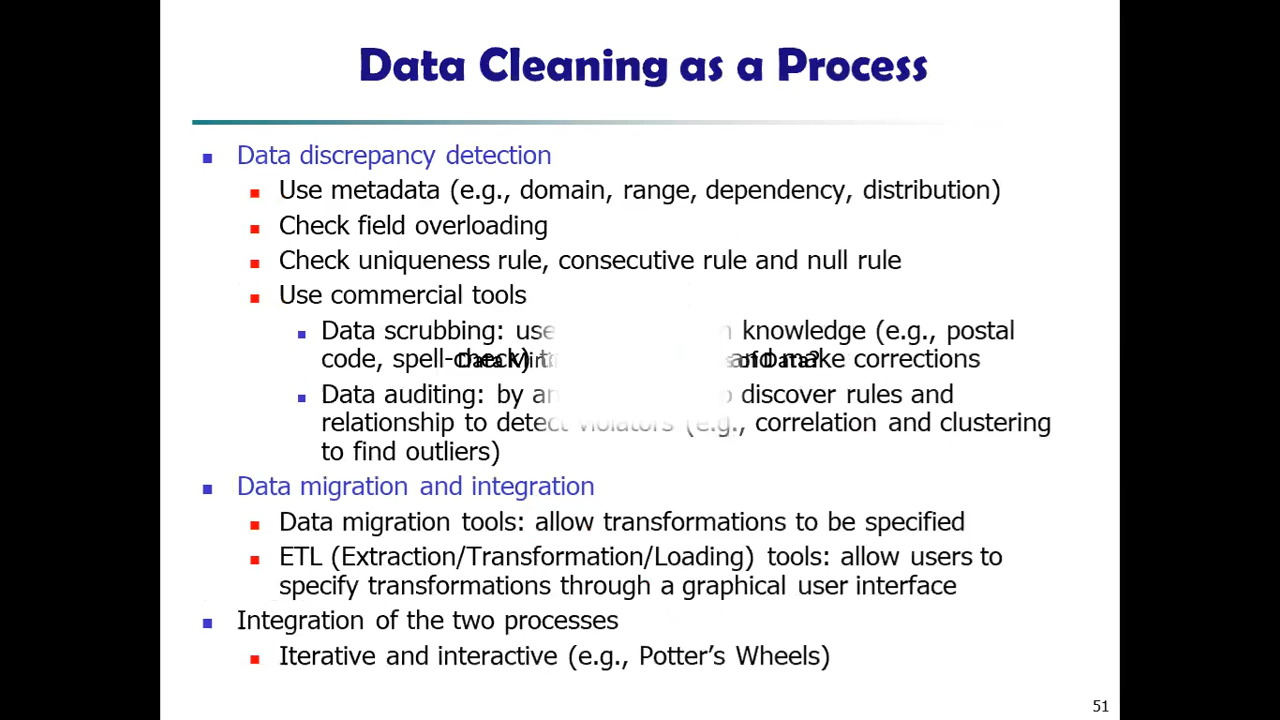 Data Cleaning as a Process
Data discrepancy detection
Use metadata (e.g., domain, range, dependency, distribution)
Check field overloading
Check uniqueness rule, consecutive rule and null rule
Use commercial tools
Data scrubbing: use knowledge (e.g., postal
code, spell-check) and make corrections
Data auditing: by discover rules and
relationship to detect violators (e.g., correlation and clustering
to find outliers)
Data migration and integration
Data migration tools: allow transformations to be specified
ETL (Extraction/Transformation/Loading) tools: allow users to
specify transformations through a graphical user interface
Integration of the two processes
Iterative and interactive (e.g., Potter’s Wheels)
51